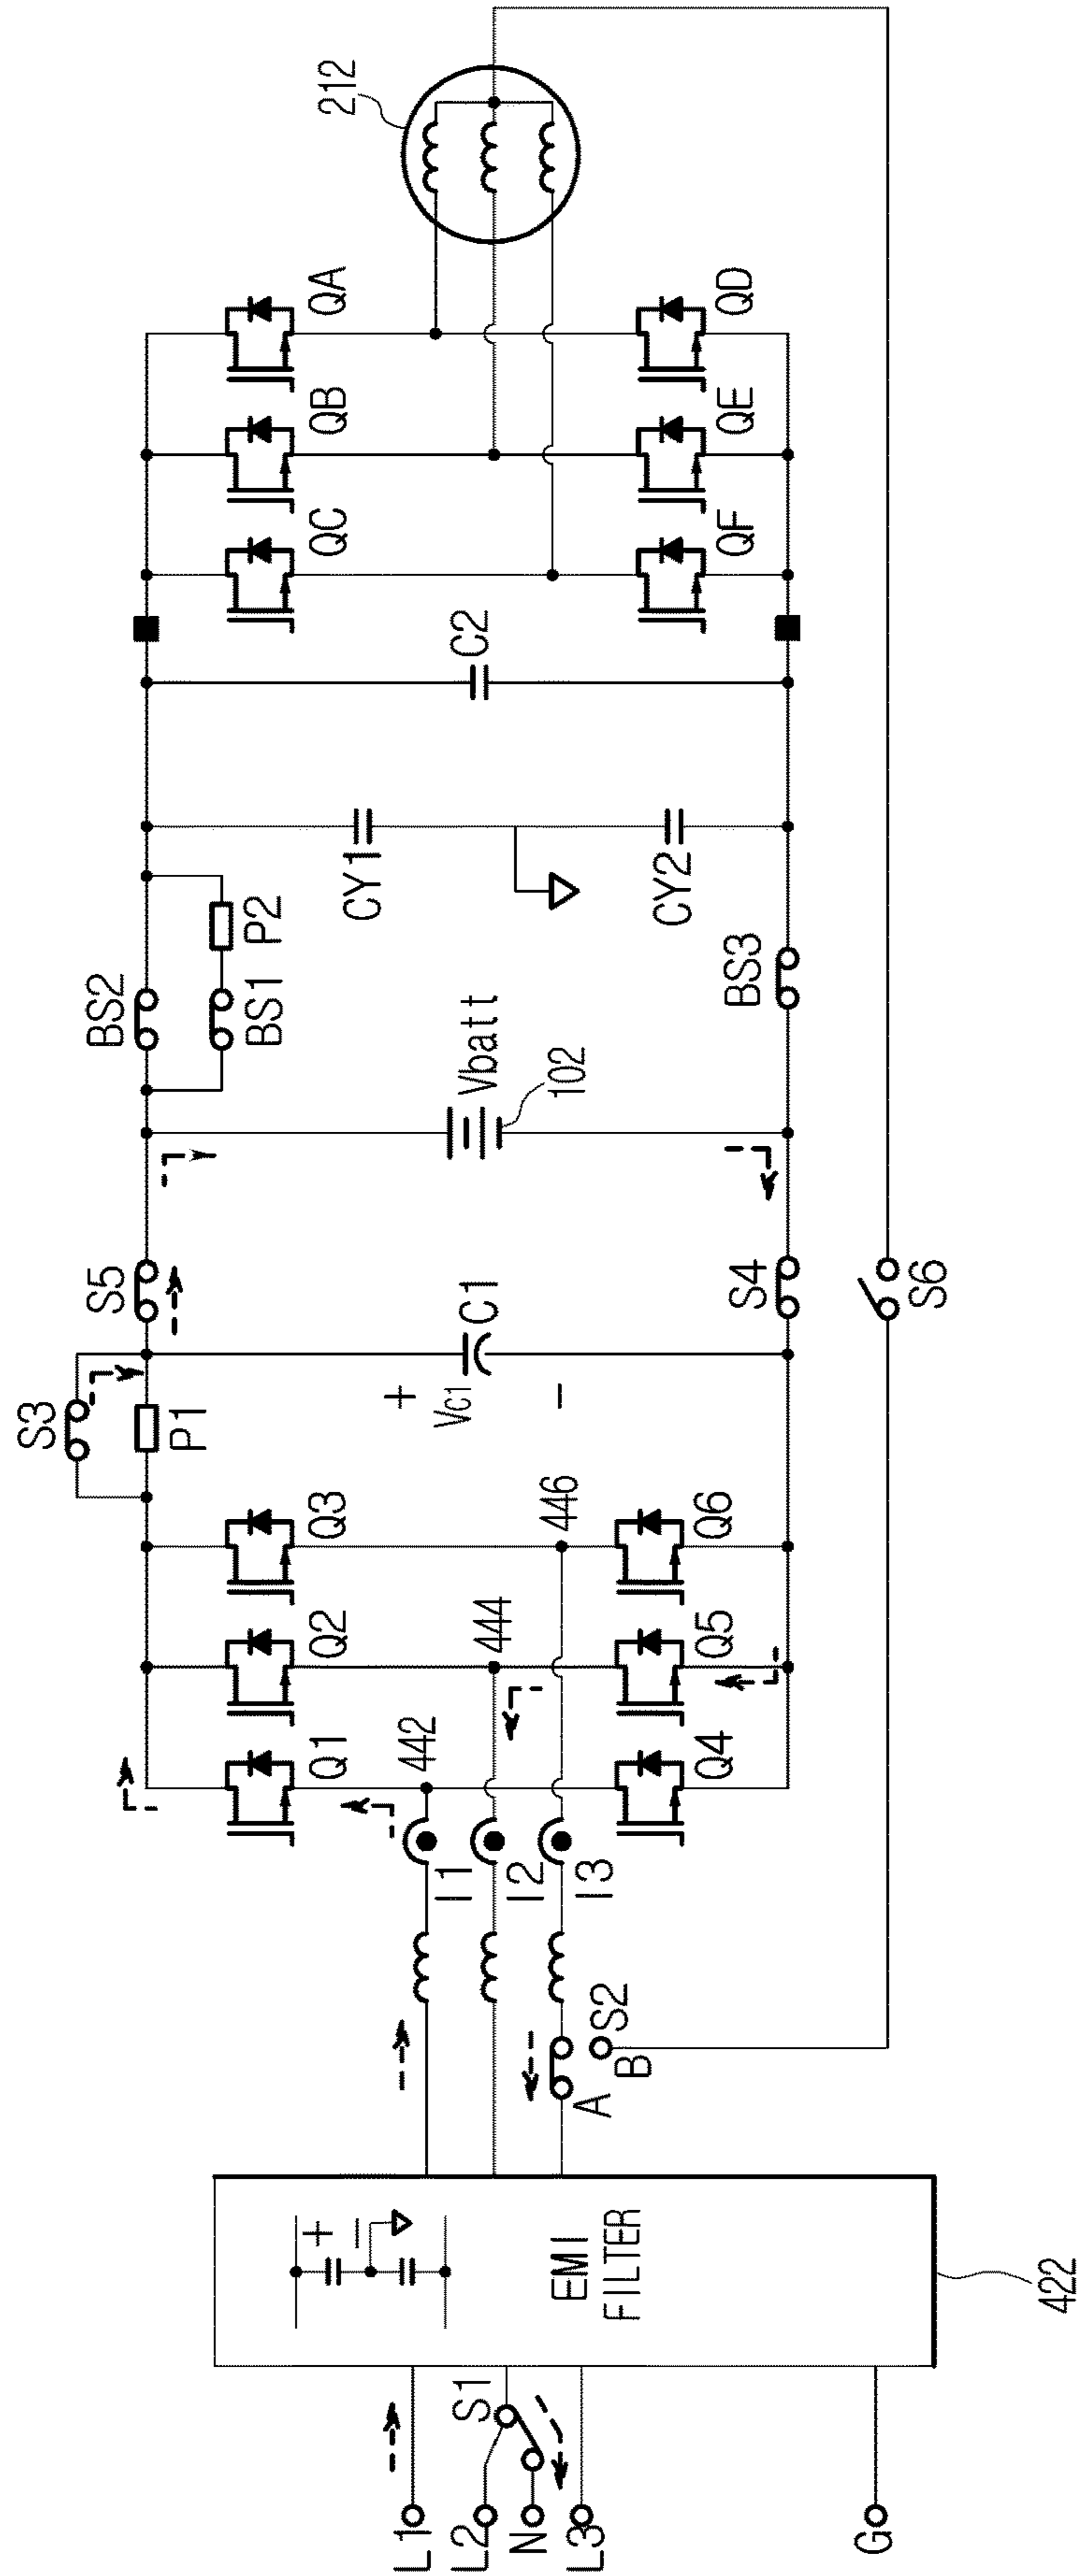 212
QA
QB
QC
QD
QE
QF
C2
CY1
CY2
P2
BS2
BS1
BS3
Vbatt
102
S5
S4
S6
C1
+
VC1
−
S3
P1
Q3
Q2
Q1
446
444
442
Q6
Q5
Q4
I1
I2
I3
S2
A
B
+
−
EMI
FILTER
422
S1
L1
L2
N
L3
G